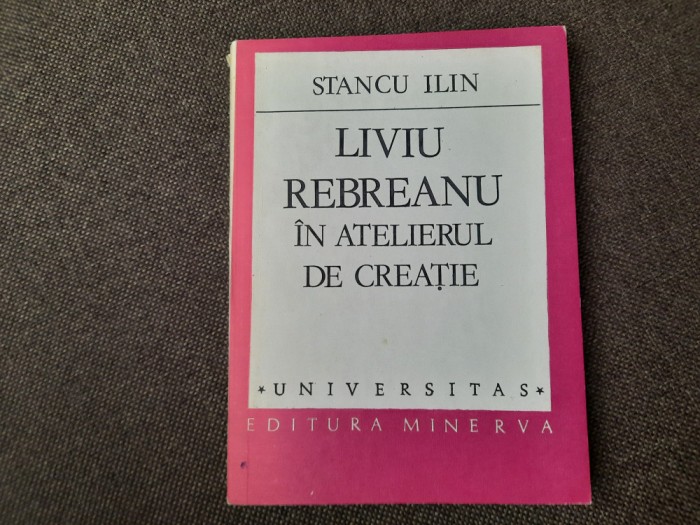 STANCU ILIN
LIVIU
REBREANU
ÎN ATELIERUL
DE CREAȚIE
* UNIVERSITAS *
EDITURA MINERVA